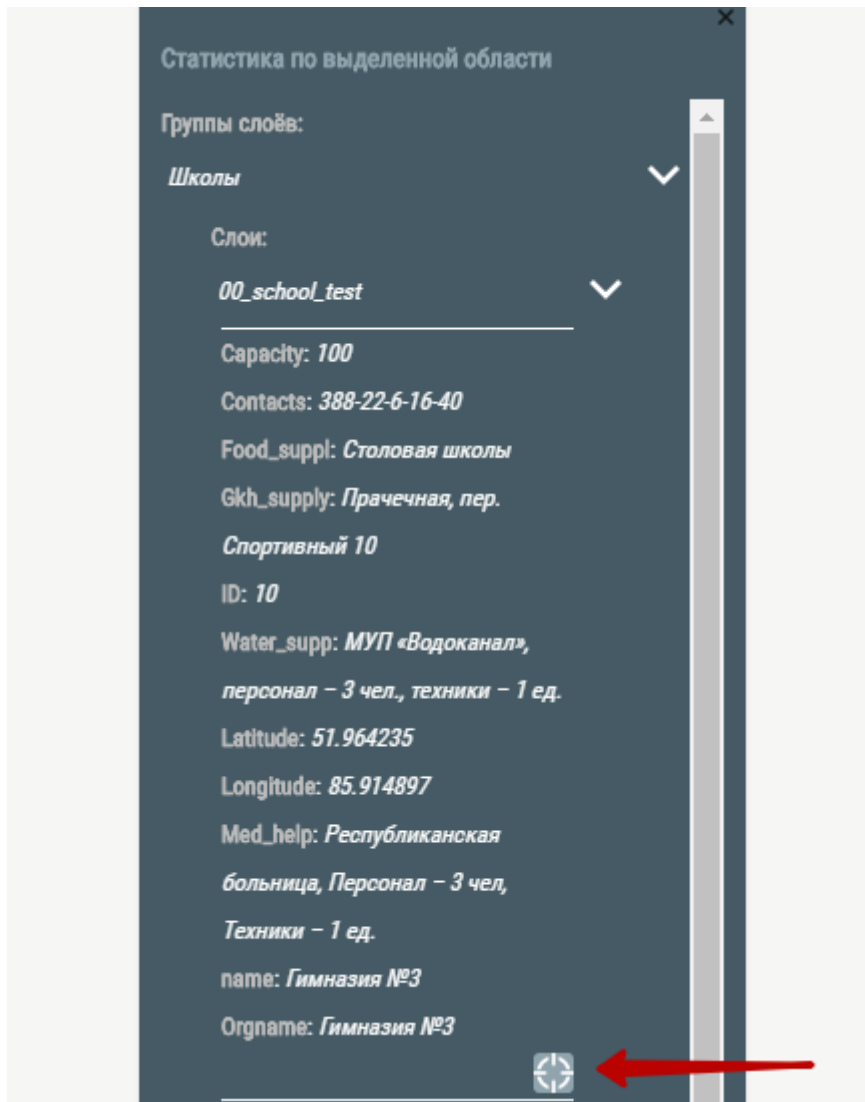 Статистика по выделенной области
Группы слоёв:
Школы
Слои:
00_school_test
Capacity: 100
Contacts: 388-22-6-16-40
Food_suppl: Столовая школы
Gkh_supply: Прачечная, пер.
Спортивный 10
ID: 10
Water_supp: МУП «Водоканал»,
персонал – 3 чел., техники – 1 ед.
Latitude: 51.964235
Longitude: 85.914897
Med_help: Республиканская
больница, Персонал – 3 чел,
Техники – 1 ед.
name: Гимназия №3
Orgname: Гимназия №3